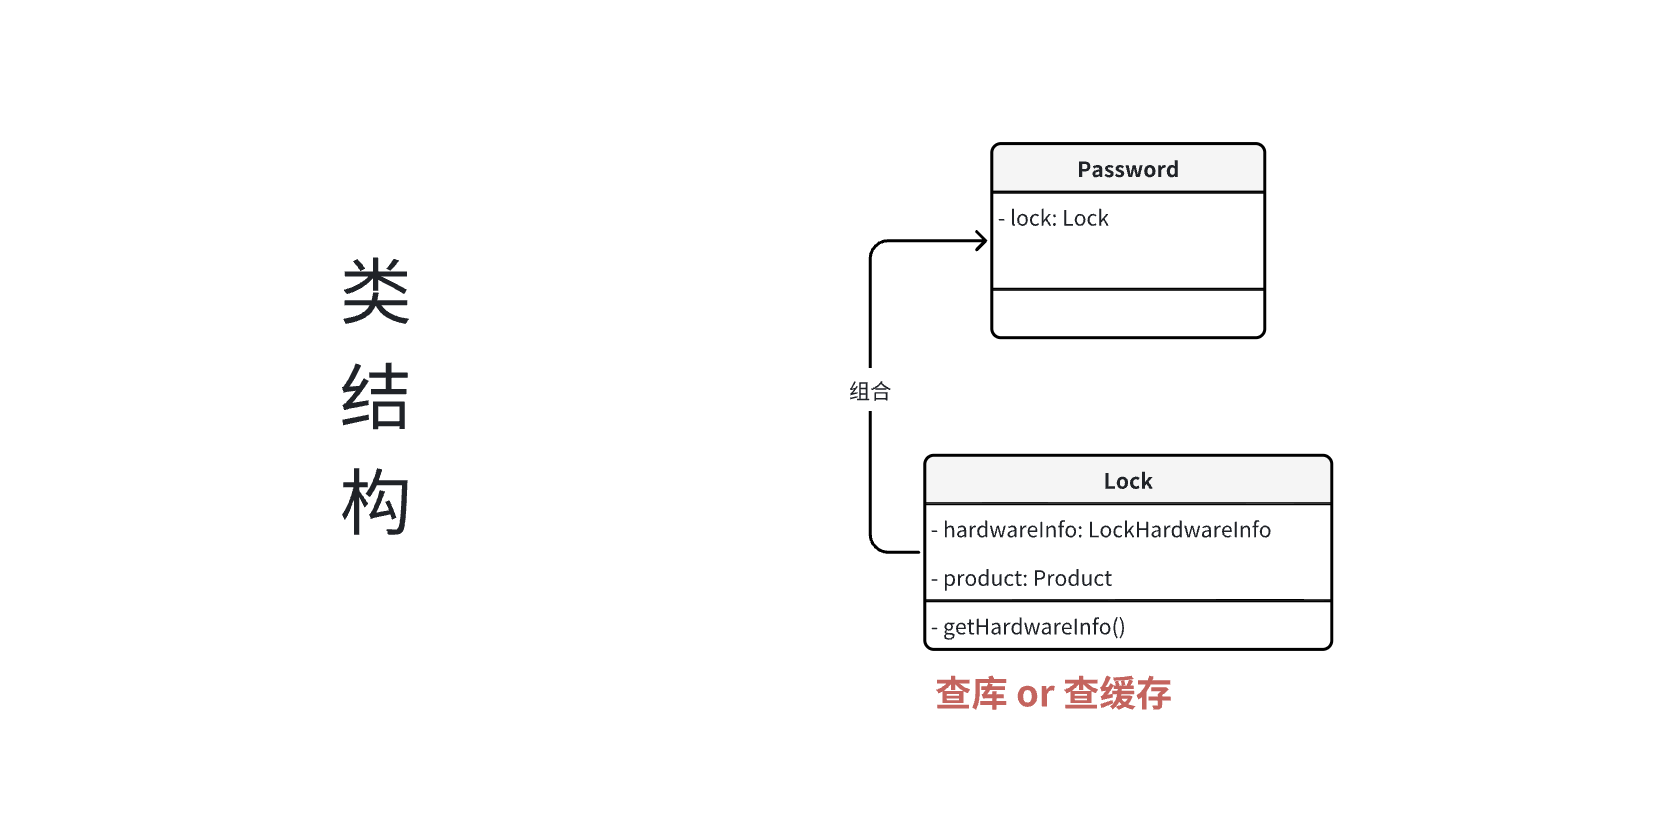 类
结
构
Password
- lock: Lock
组合
Lock
- hardwareInfo: LockHardwareInfo
- product: Product
- getHardwareInfo()
查库 or 查缓存